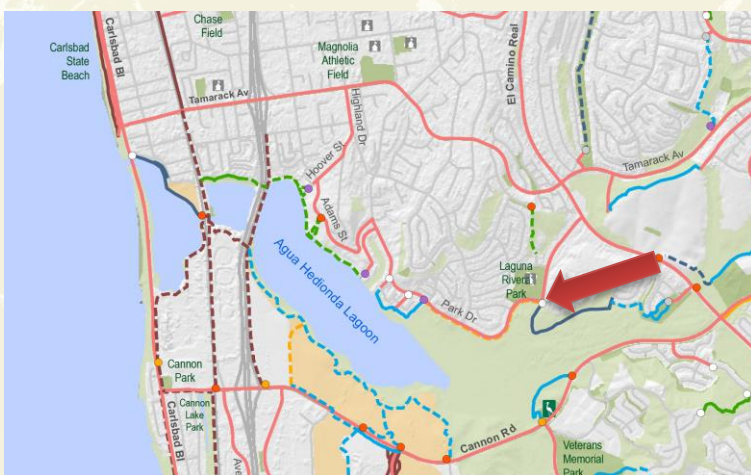 Chase
Field
Carlsbad
State
Beach
Carlsbad Bl
Magnolia
Athletic
Field
El Camino Real
Tamarack Av
Highland Dr
Hoover St
Adams St
Tamarack Av
Agua Hedionda Lagoon
Laguna
Riviera
Park
Park Dr
Cannon
Park
Cannon
Lake
Park
Carlsbad Bl
Cannon Rd
Veterans
Memorial
Park